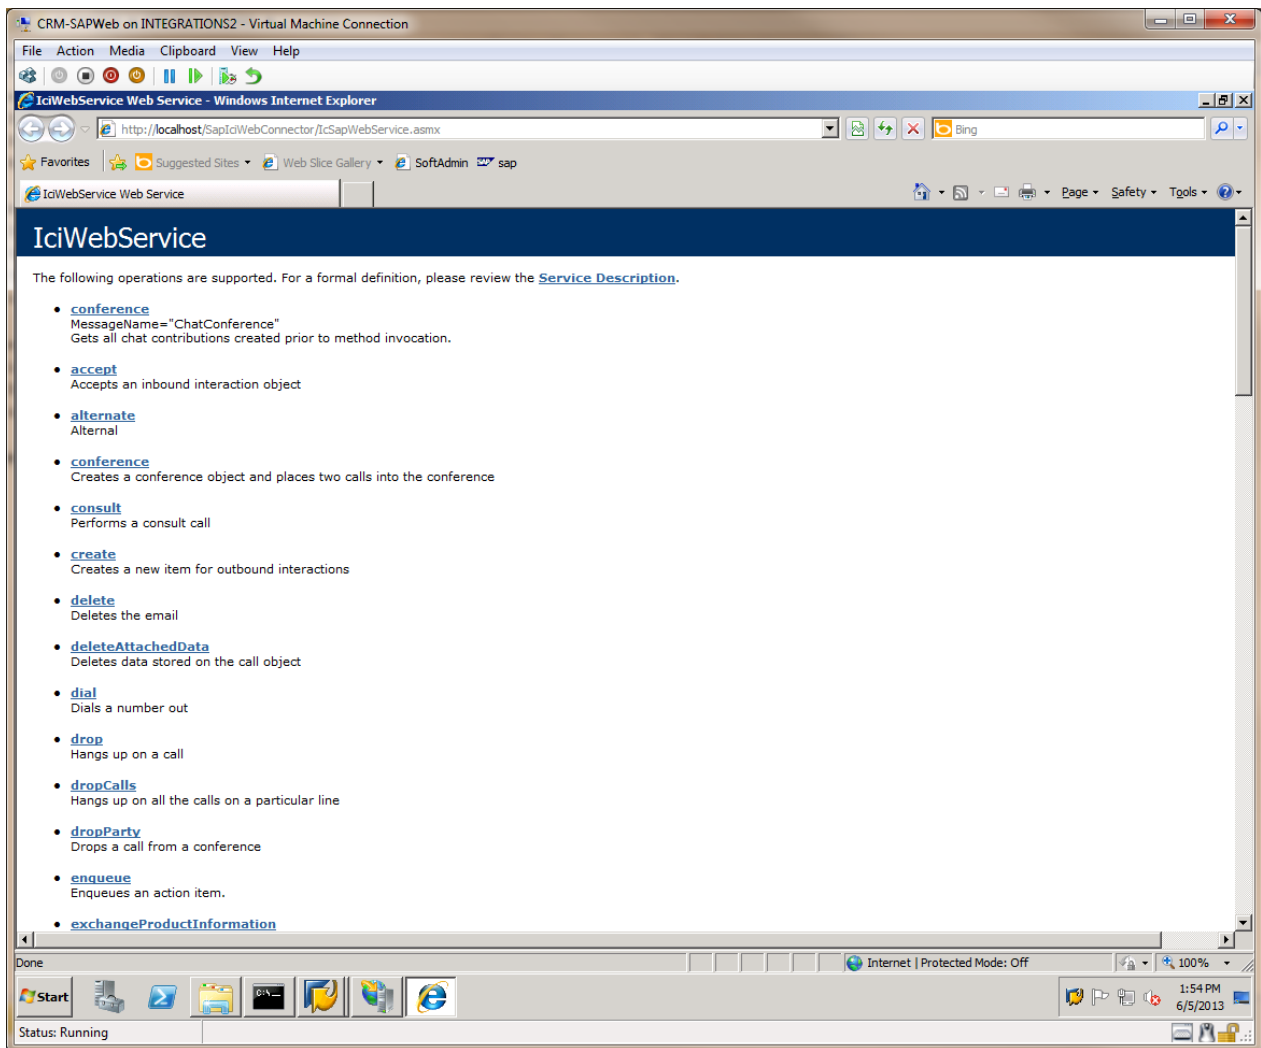 CRM-SAPWeb on INTEGRATIONS2 - Virtual Machine Connection
File Action Media Clipboard View Help
IciWebService Web Service - Windows Internet Explorer
http://localhost/SapIciWebConnector/IcSapWebService.asmx
Bing
Favorites Suggested Sites Web Slice Gallery SoftAdmin sap
IciWebService Web Service
Page Safety Tools
IciWebService
The following operations are supported. For a formal definition, please review the Service Description.
• conference
MessageName="ChatConference"
Gets all chat contributions created prior to method invocation.
• accept
Accepts an inbound interaction object
• alternate
Alternal
• conference
Creates a conference object and places two calls into the conference
• consult
Performs a consult call
• create
Creates a new item for outbound interactions
• delete
Deletes the email
• deleteAttachedData
Deletes data stored on the call object
• dial
Dials a number out
• drop
Hangs up on a call
• dropCalls
Hangs up on all the calls on a particular line
• dropParty
Drops a call from a conference
• enqueue
Enqueues an action item.
• exchangeProductInformation
Done
Internet | Protected Mode: Off
100%
Start
1:54 PM
6/5/2013
Status: Running